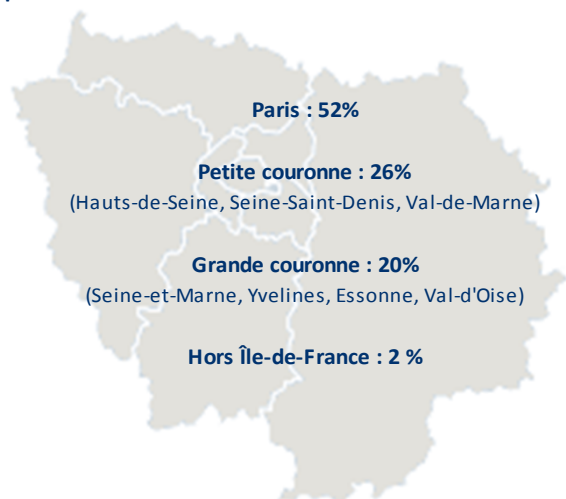 Paris : 52%
Petite couronne : 26%
(Hauts-de-Seine, Seine-Saint-Denis, Val-de-Marne)
Grande couronne : 20%
(Seine-et-Marne, Yvelines, Essonne, Val-d'Oise)
Hors Île-de-France : 2 %